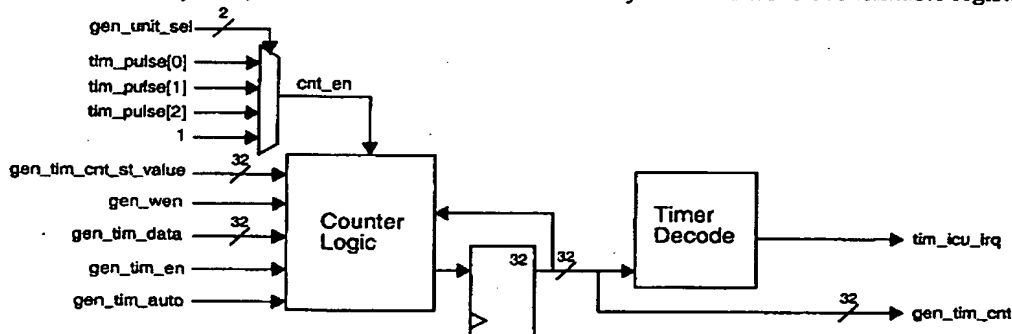 2
gen_unit_sel
tim_pulse[0]
tim_pulse[1]
tim_pulse[2]
1
cnt_en
gen_tim_cnt_st_value
32
gen_wen
gen_tim_data
32
gen_tim_en
gen_tim_auto
Counter
Logic
32
32
Timer
Decode
tim_icu_irq
32
gen_tim_cnt